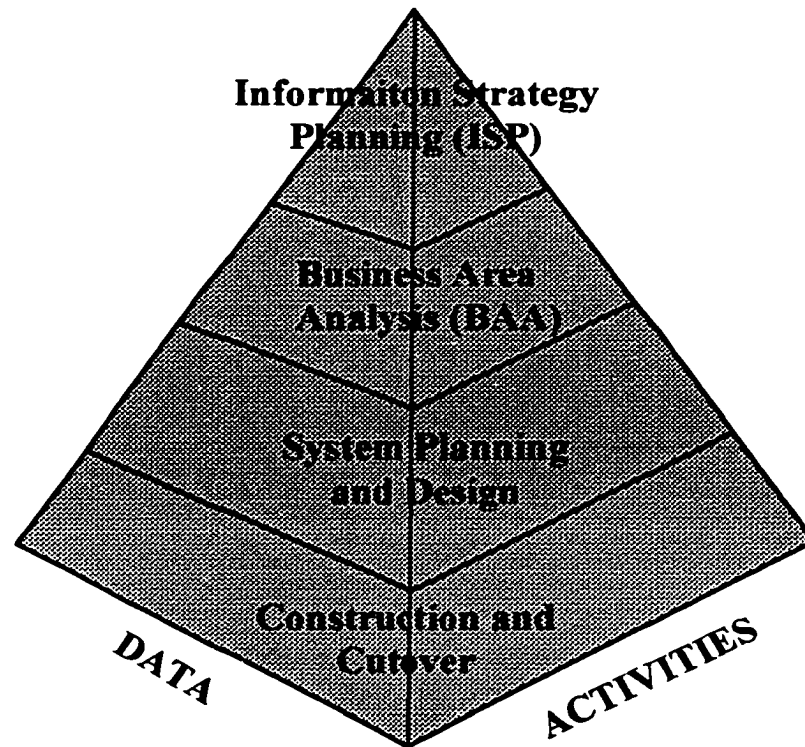 Informaiton Strategy
Planning (ISP)
Business Area
Analysis (BAA)
System Planning
and Design
Construction and
Cutover
DATA
ACTIVITIES